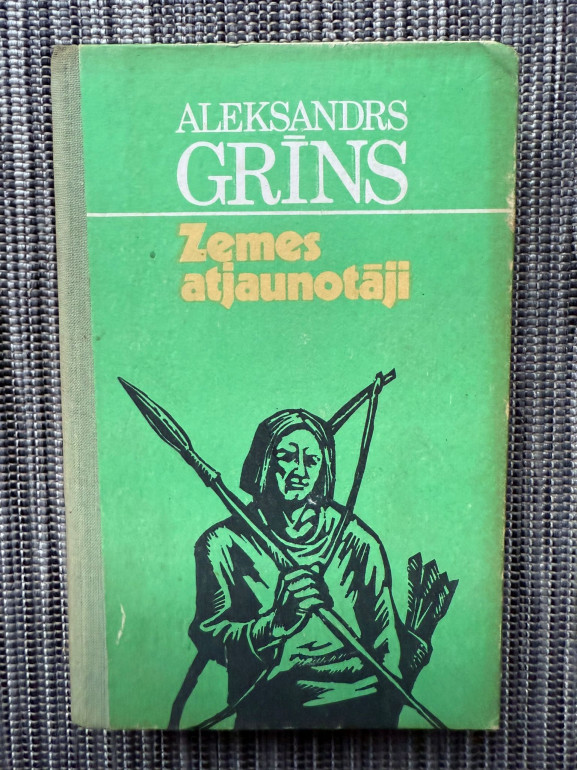 ALEKSANDRS
GRĪNS
Zemes
atjaunotāji